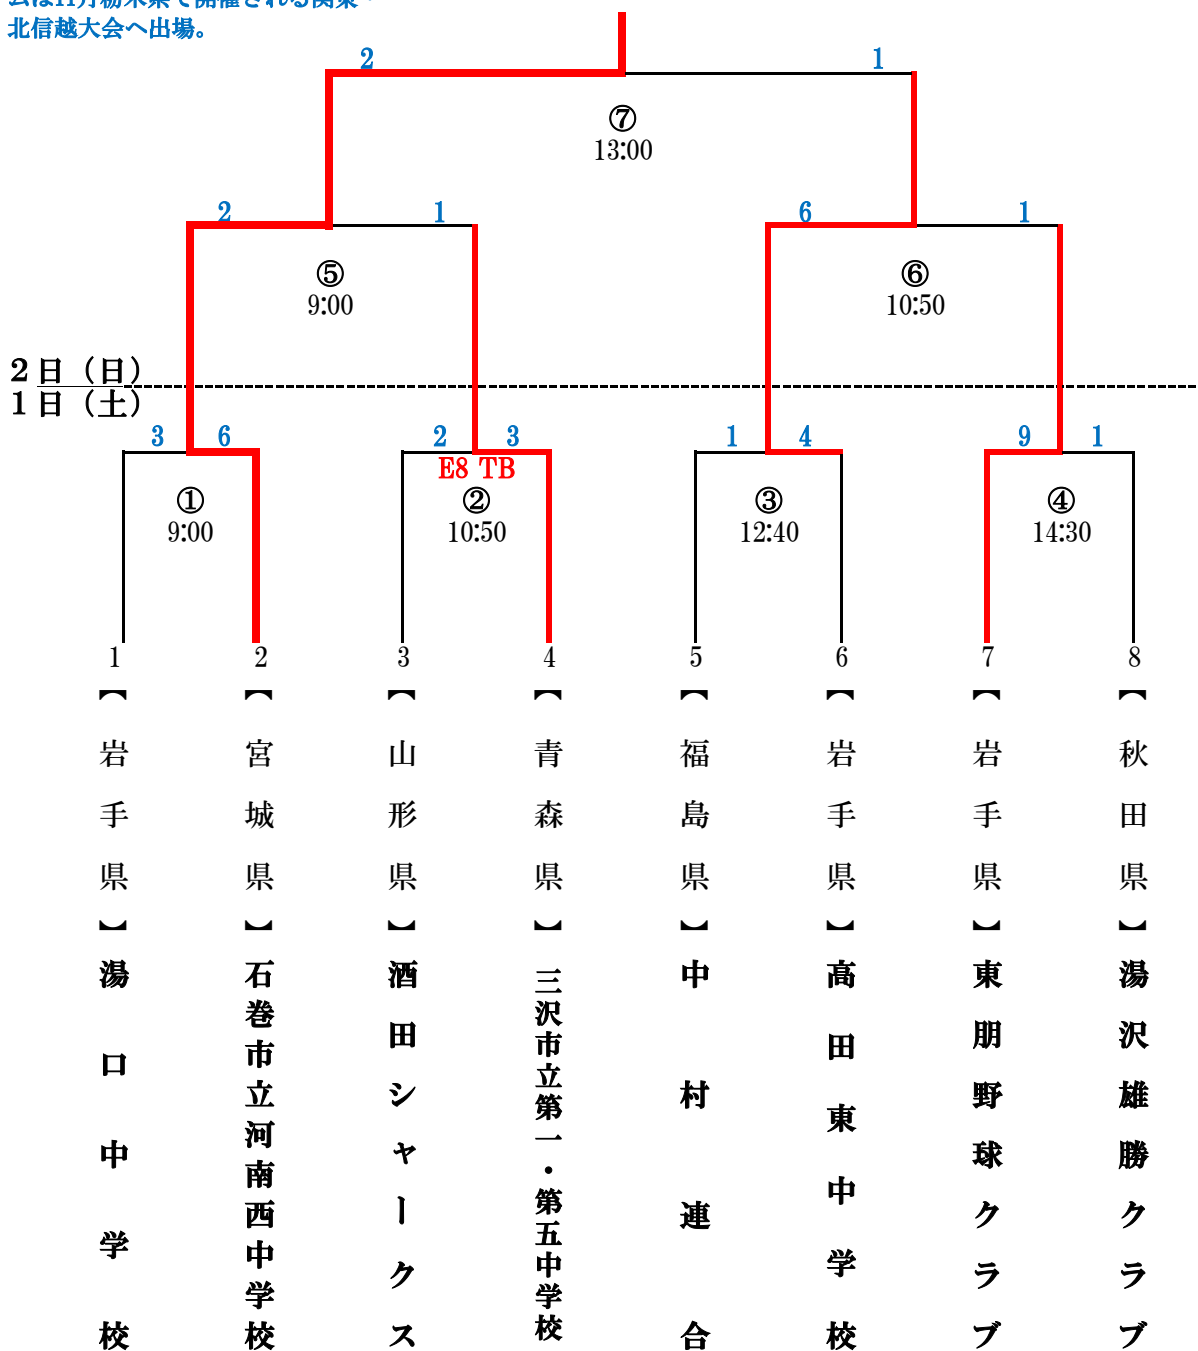 北信越大会へ出場。
2 1
⑦
13:00
2 1 6 1
⑤ ⑥
9:00 10:50
2日（日）
1日（土）
3 6 2 3 1 4 9 1
E8 TB
① ② ③ ④
9:00 10:50 12:40 14:30
1 2 3 4 5 6 7 8
【岩手県】湯口中学校
【宮城県】石巻市立河南西中学校
【山形県】酒田シャークス
【青森県】三沢市立第一・第五中学校
【福島県】中村連合
【岩手県】高田東中学校
【岩手県】東朋野球クラブ
【秋田県】湯沢雄勝クラブ